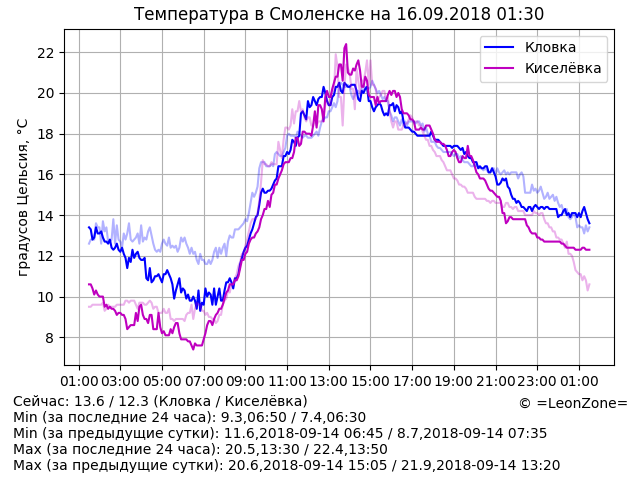 Температура в Смоленске на 16.09.2018 01:30
Кловка
Киселёвка
градусов Цельсия, °C
22
20
18
16
14
12
10
8
01:00 03:00 05:00 07:00 09:00 11:00 13:00 15:00 17:00 19:00 21:00 23:00 01:00
Сейчас: 13.6 / 12.3 (Кловка / Киселёвка)
© =LeonZone=
Min (за последние 24 часа): 9.3,06:50 / 7.4,06:30
Min (за предыдущие сутки): 11.6,2018-09-14 06:45 / 8.7,2018-09-14 07:35
Max (за последние 24 часа): 20.5,13:30 / 22.4,13:50
Max (за предыдущие сутки): 20.6,2018-09-14 15:05 / 21.9,2018-09-14 13:20